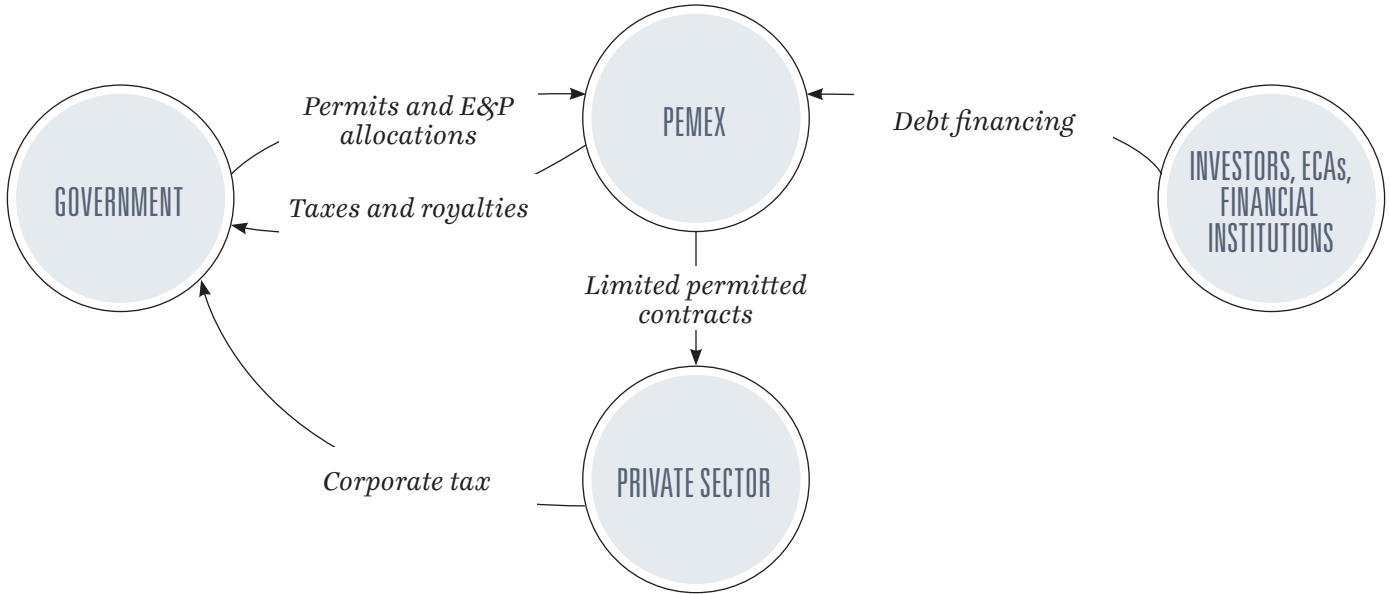 GOVERNMENT
Permits and E&P
allocations
Taxes and royalties
PEMEX
Debt financing
INVESTORS, ECAs,
FINANCIAL
INSTITUTIONS
Limited permitted
contracts
Corporate tax
PRIVATE SECTOR